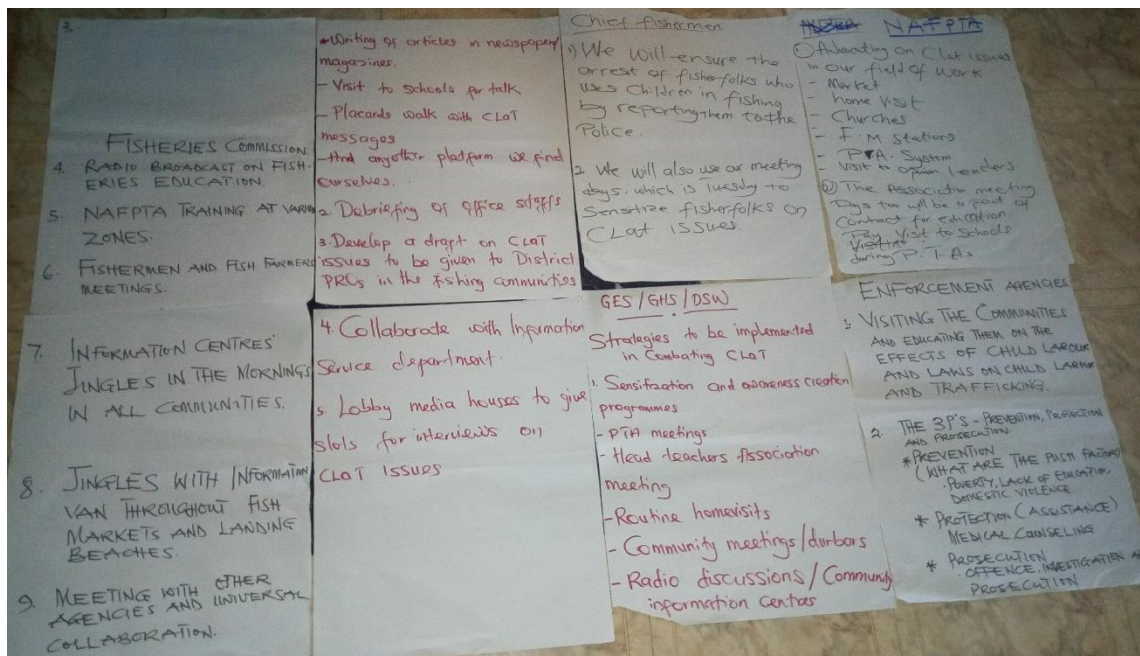 3
FISHERIES COMMISSION
4. RADIO BROADCAST ON FISH-
ERIES EDUCATION.
5. NAFPTA TRAINING AT VARIOU
ZONES.
6. FISHERMEN AND FISH FARMERS
MEETINGS.
7. INFORMATION CENTRES'
JINGLES IN THE MORNINGS
IN ALL COMMUNITIES.
8. JINGLES WITH INFORMATION
VAN THROUGHOUT FISH
MARKETS AND LANDING
BEACHES.
9. MEETING WITH OTHER
AGENCIES AND UNIVERSAL
COLLABORATION.
Writing of articles in newspaper/
magazines.
- Visit to schools for talk
- Placards walk with CLaT
messages
- And anyother platform we find
ourselves.
2. Debriefing of office staffs
3. Develop a draft on CLaT
issues to be given to District
PROs in the fishing communities
4. Collaborate with Information
Service department.
5 Lobby media houses to give
slots for interviews on
CLaT ISSUES
Chief fishermen.
1) We will ensure the
arrest of fisherfolks who
uses Children in fishing
by reporting them to the
Police.
2. We will also use our meeting
days, which is Tuesday to
Sensitize fisherfolks on
CLat issues.
GES/GHS/DSW
Strategies to be implemented
in Combating CLaT
1. Sensitization and awareness creation
programmes
- PTA meetings
- Head teachers Association
meeting
- Routine homevisits
- Community meetings/durbars
- Radio discussions/Community
information Centres
NAFPTA
① Advocating on Clat issues
in our field of Work
- Market
- home visit
- Churches
- F.M stations
- P.A. System
- Visit to opinion leaders
② The Association meeting
Days too will be a point of
Contract for education
Pay Visit to Schools
during P.T.As
ENFORCEMENT AGENCIES
1. VISITING THE COMMUNITIES
AND EDUCATING THEM ON THE
EFFECTS OF CHILD LABOUR
AND LAWS ON CHILD LABOUR
AND TRAFFICKING.
2. THE 3P'S - PREVENTION, PROTECTION
AND PROSECUTION
* PREVENTION
(WHAT ARE THE PUSH FACTORS)
. POVERTY, LACK OF EDUCATION,
DOMESTIC VIOLENCE.
* PROTECTION (ASSISTANCE)
MEDICAL COUNSELING
* PROSECUTION
. OFFENCE, INVESTIGATION
PROSECUTION